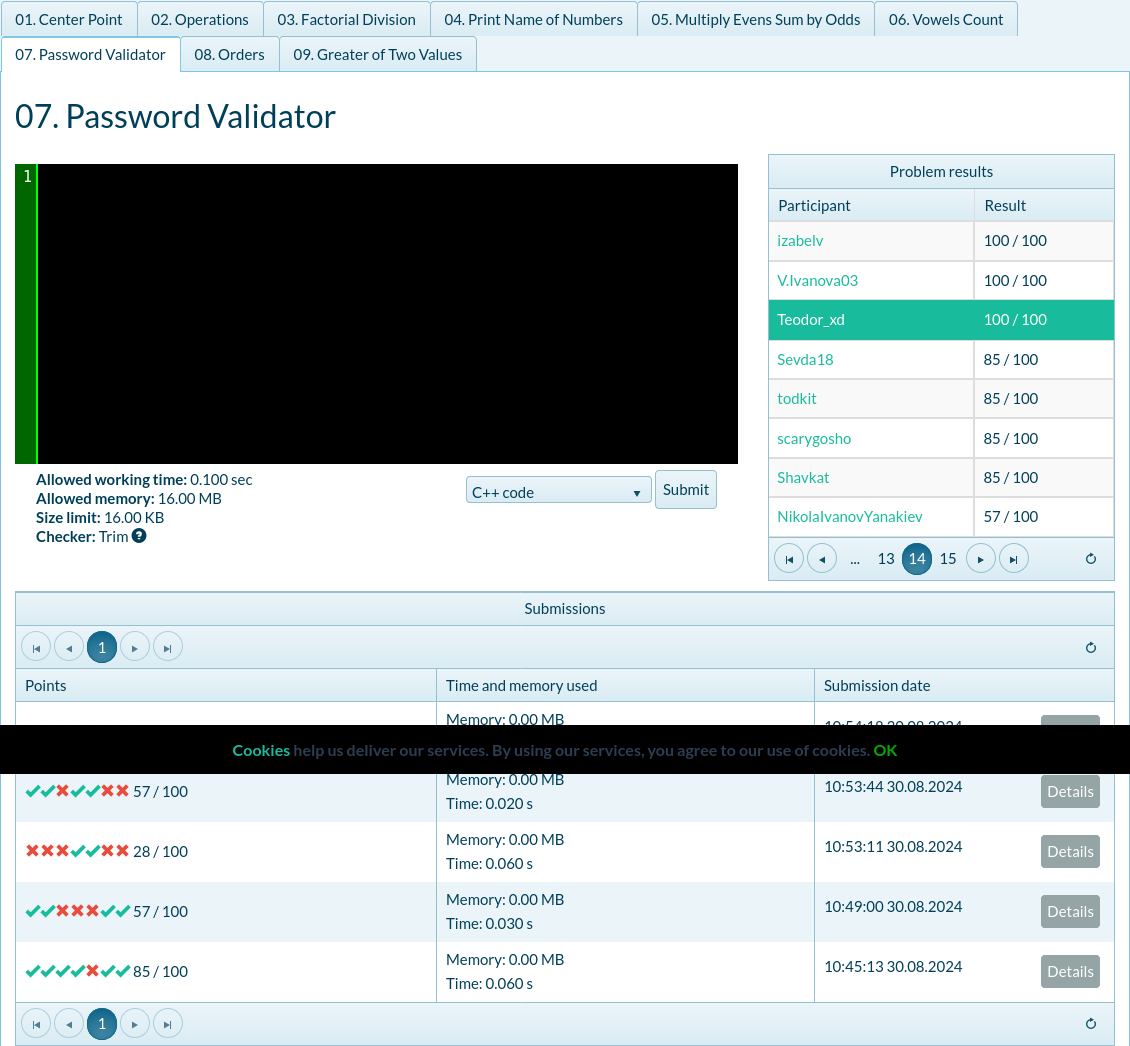 01. Center Point
02. Operations
03. Factorial Division
04. Print Name of Numbers
05. Multiply Evens Sum by Odds
06. Vowels Count
07. Password Validator
08. Orders
09. Greater of Two Values
07. Password Validator
1
Allowed working time: 0.100 sec
Allowed memory: 16.00 MB
Size limit: 16.00 KB
Checker: Trim ?
C++ code
Submit
Problem results
Participant Result
izabelv 100 / 100
V.Ivanova03 100 / 100
Teodor_xd 100 / 100
Sevda18 85 / 100
todkit 85 / 100
scarygosho 85 / 100
Shavkat 85 / 100
NikolaIvanovYanakiev 57 / 100
... 13 14 15
Submissions
1
Points Time and memory used Submission date
Memory: 0.00 MB
10:54:18 30.08.2024
Cookies help us deliver our services. By using our services, you agree to our use of cookies. OK
Memory: 0.00 MB
57 / 100 10:53:44 30.08.2024 Details
Time: 0.020 s
Memory: 0.00 MB
28 / 100 10:53:11 30.08.2024 Details
Time: 0.060 s
Memory: 0.00 MB
57 / 100 10:49:00 30.08.2024 Details
Time: 0.030 s
Memory: 0.00 MB
85 / 100 10:45:13 30.08.2024 Details
Time: 0.060 s
1